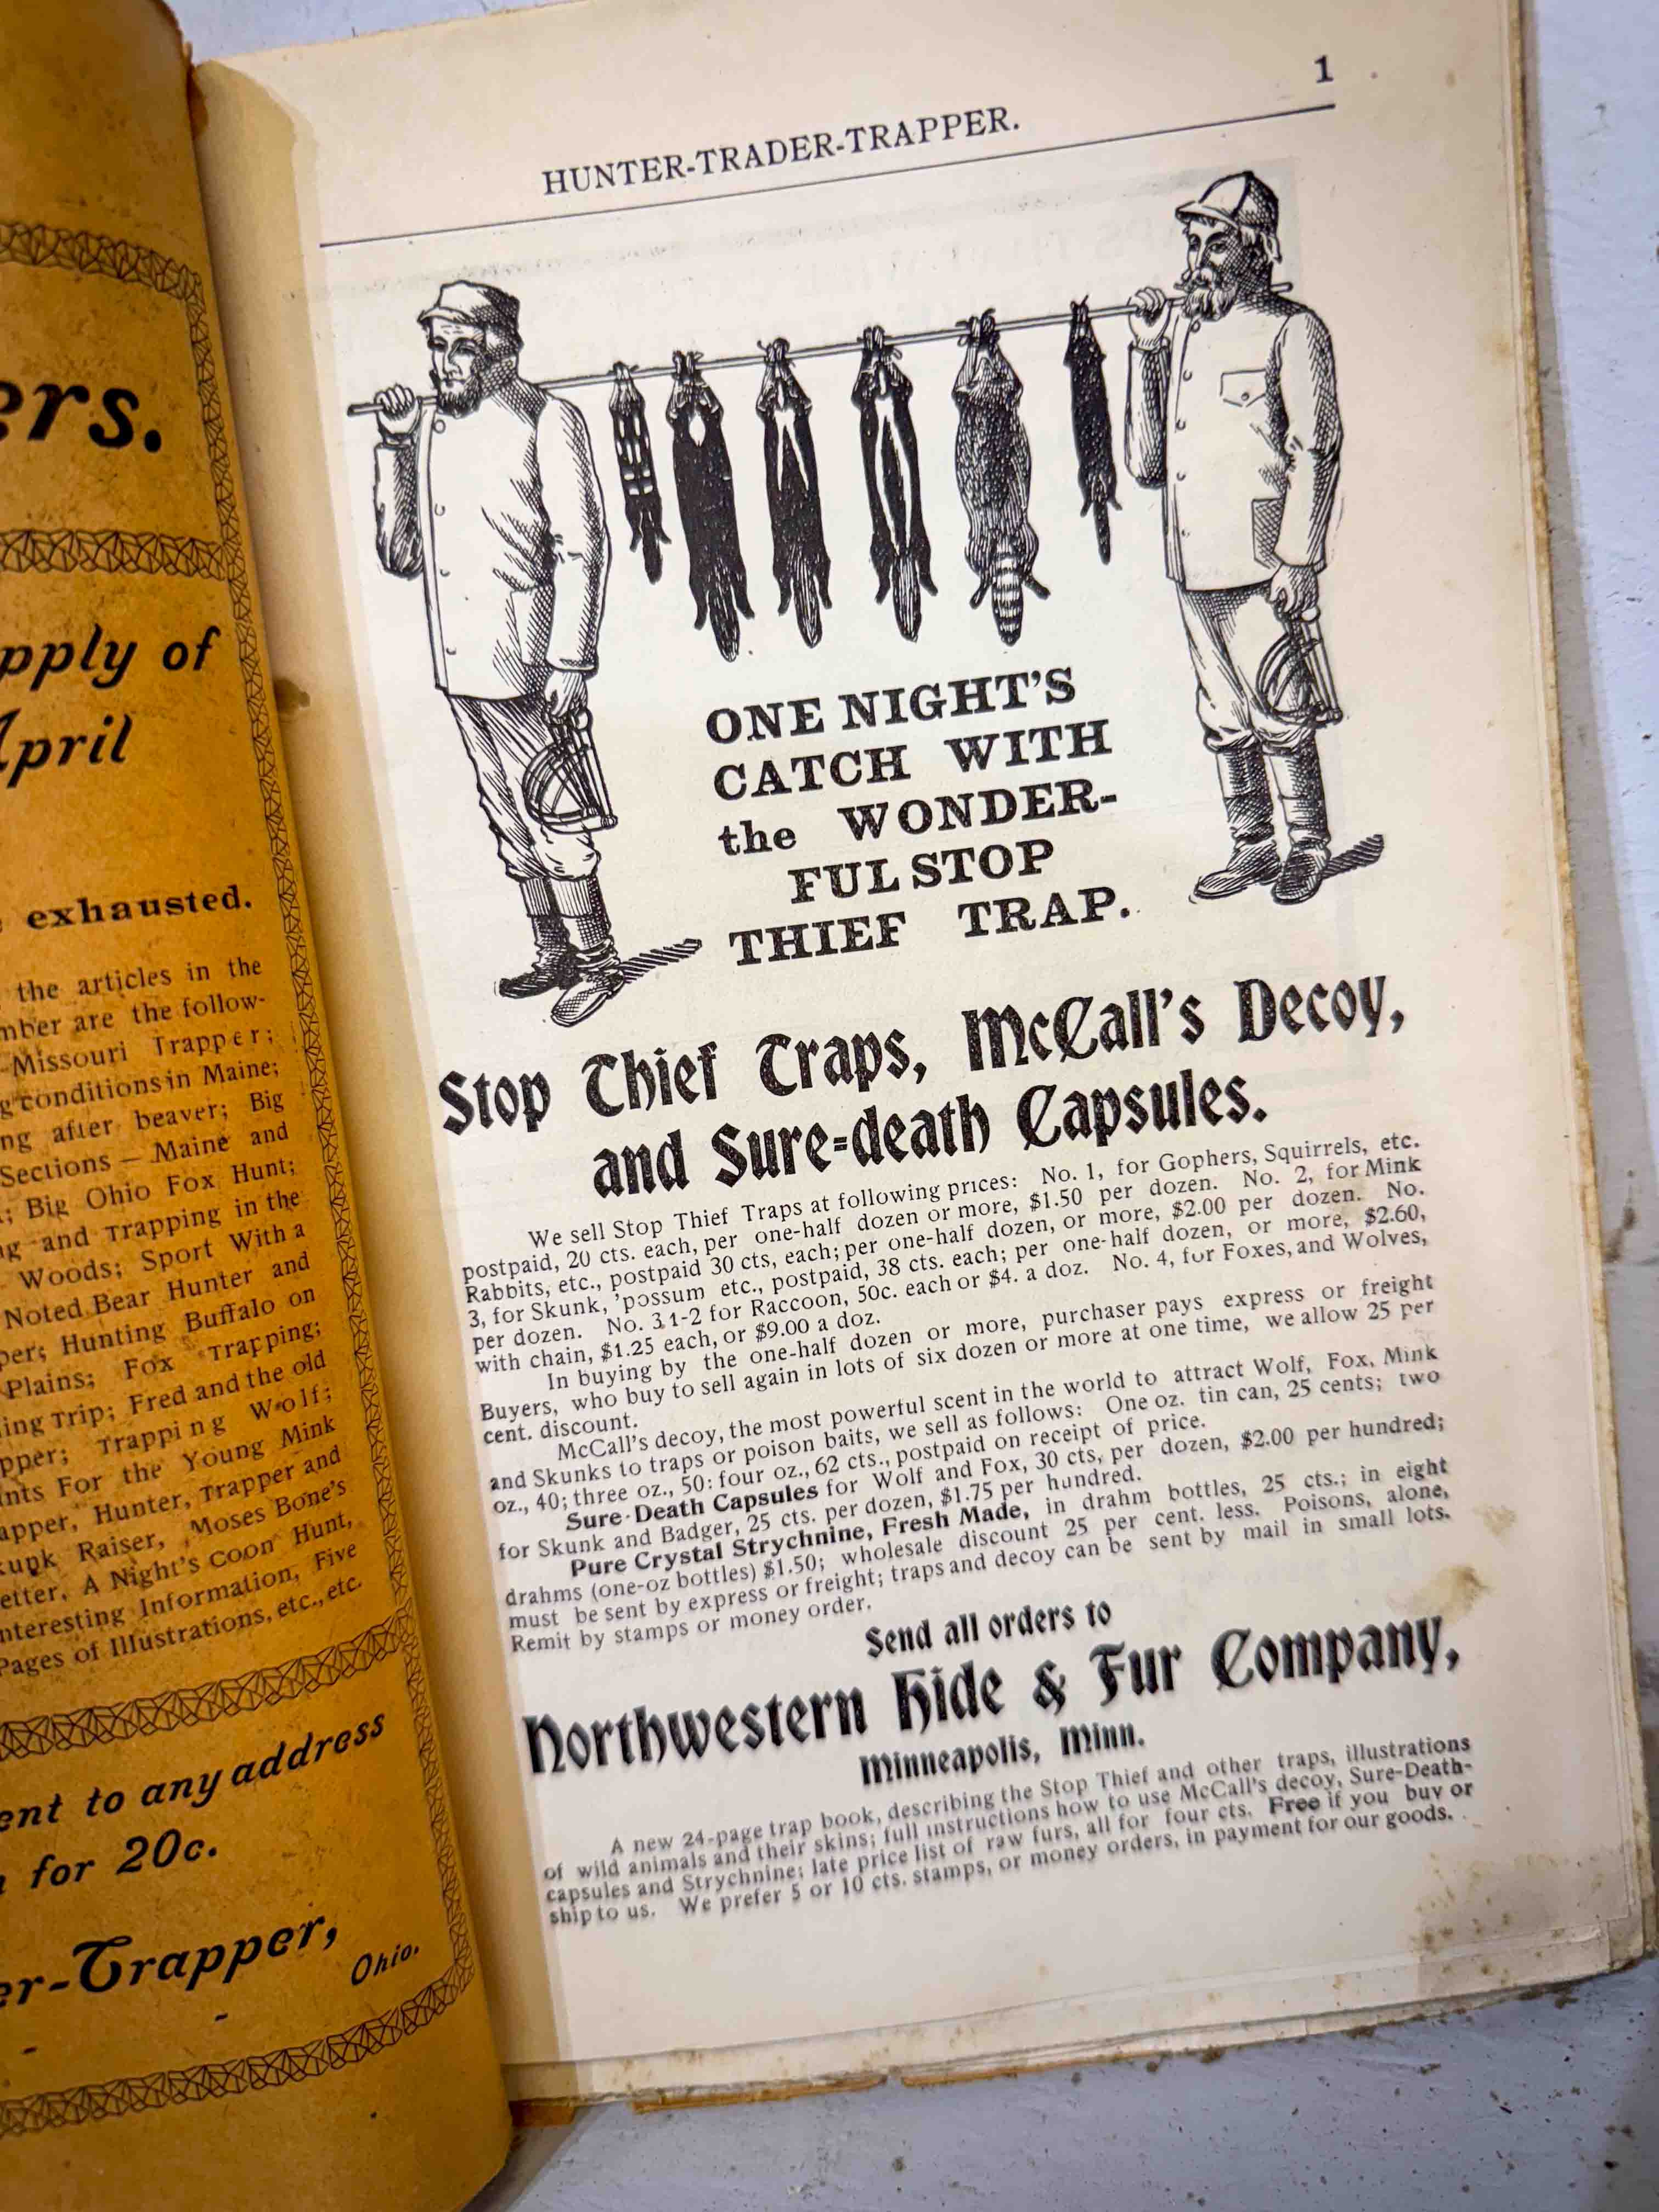 ers.
pply of
April
exhausted.
the articles in the
mber are the follow-
Missouri Trapper;
g conditions in Maine;
ng after beaver; Big
Sections — Maine and
; Big Ohio Fox Hunt;
ng and Trapping in the
Woods; Sport With a
Noted Bear Hunter and
per; Hunting Buffalo on
Plains; Fox Trapping;
ing Trip; Fred and the old
pper; Trapping Wolf;
nts For the Young Mink
apper, Hunter, Trapper and
kunk Raiser, Moses Bone's
etter, A Night's Coon Hunt,
nteresting Information, Five
Pages of Illustrations, etc., etc.
ent to any address
for 20c.
er-Trapper,
Ohio.
1
HUNTER-TRADER-TRAPPER.
ONE NIGHT'S
CATCH WITH
the WONDER-
FUL STOP
THIEF TRAP.
Stop Thief Traps, McCall's Decoy,
and Sure-death Capsules.
We sell Stop Thief Traps at following prices: No. 1, for Gophers, Squirrels, etc.
postpaid, 20 cts. each, per one-half dozen or more, $1.50 per dozen. No. 2, for Mink
Rabbits, etc., postpaid 30 cts, each; per one-half dozen, or more, $2.00 per dozen. No.
3, for Skunk, 'possum etc., postpaid, 38 cts. each; per one-half dozen, or more, $2.60,
per dozen. No. 3 1-2 for Raccoon, 50c. each or $4. a doz. No. 4, for Foxes, and Wolves,
with chain, $1.25 each, or $9.00 a doz.
In buying by the one-half dozen or more, purchaser pays express or freight
Buyers, who buy to sell again in lots of six dozen or more at one time, we allow 25 per
cent. discount.
McCall's decoy, the most powerful scent in the world to attract Wolf, Fox, Mink
and Skunks to traps or poison baits, we sell as follows: One oz. tin can, 25 cents; two
oz., 40; three oz., 50: four oz., 62 cts., postpaid on receipt of price.
Sure-Death Capsules for Wolf and Fox, 30 cts, per dozen, $2.00 per hundred;
for Skunk and Badger, 25 cts. per dozen, $1.75 per hundred.
Pure Crystal Strychnine, Fresh Made, in drahm bottles, 25 cts.; in eight
drahms (one-oz bottles) $1.50; wholesale discount 25 per cent. less. Poisons, alone,
must be sent by express or freight; traps and decoy can be sent by mail in small lots.
Remit by stamps or money order.
Send all orders to
Northwestern Hide & Fur Company,
Minneapolis, Minn.
A new 24-page trap book, describing the Stop Thief and other traps, illustrations
of wild animals and their skins; full instructions how to use McCall's decoy, Sure-Death-
capsules and Strychnine; late price list of raw furs, all for four cts. Free if you buy or
ship to us. We prefer 5 or 10 cts. stamps, or money orders, in payment for our goods.